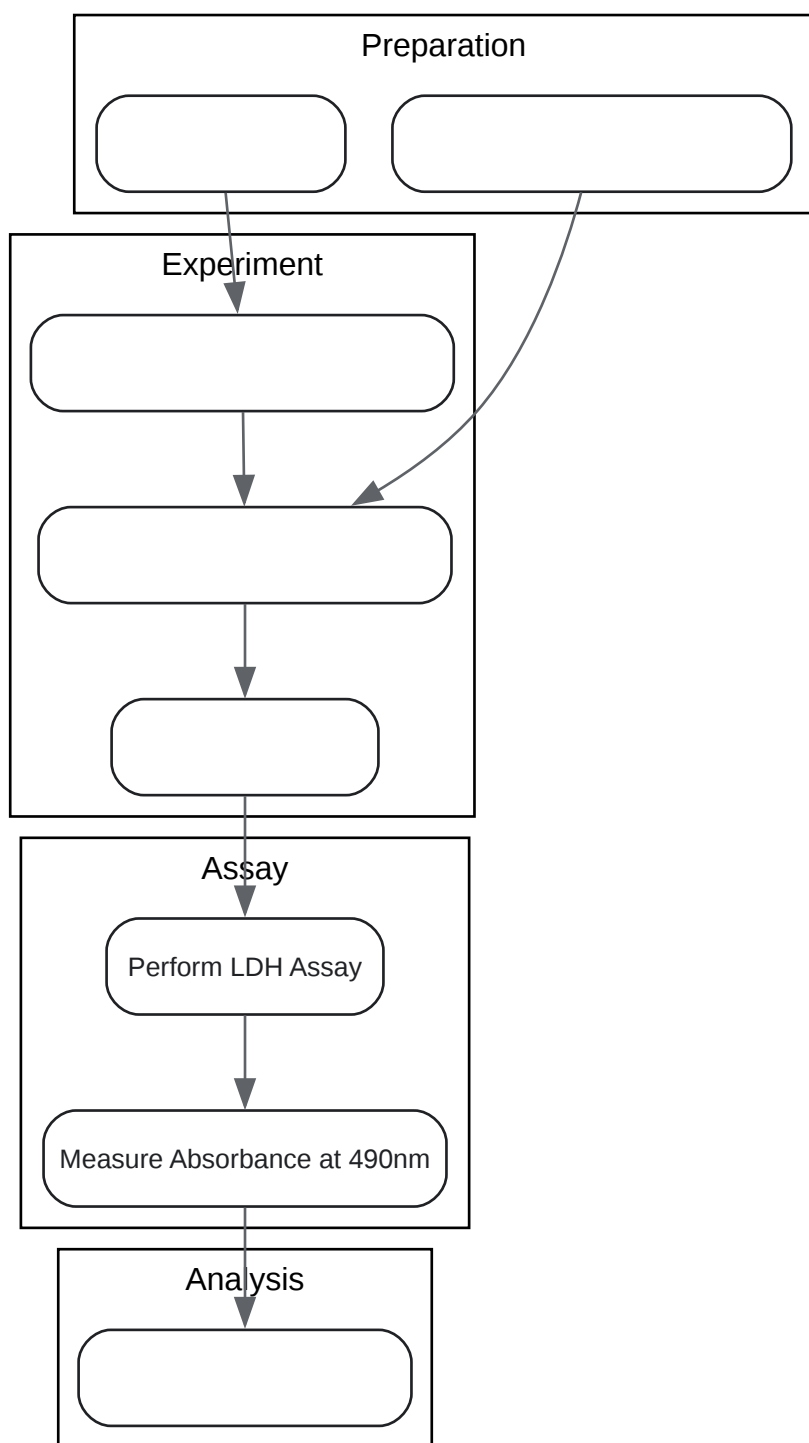 Preparation
Experiment
Assay
Perform LDH Assay
Measure Absorbance at 490nm
Analysis